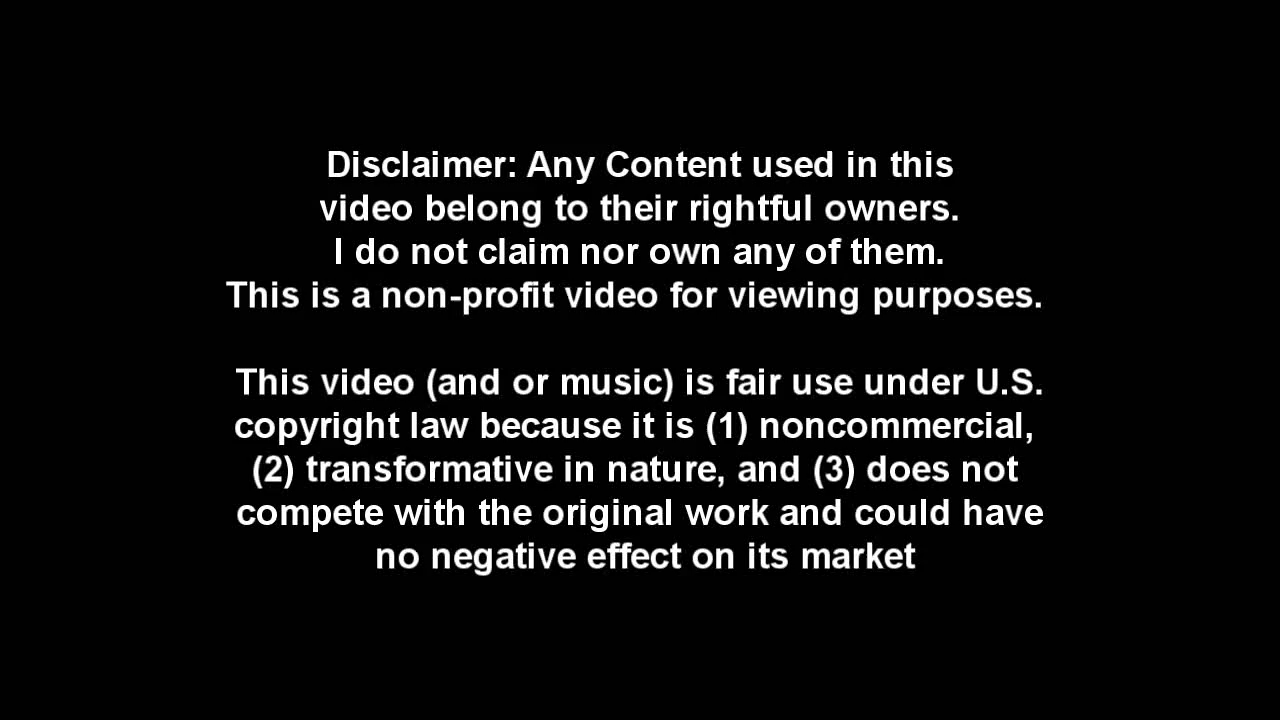 Disclaimer: Any Content used in this
video belong to their rightful owners.
I do not claim nor own any of them.
This is a non-profit video for viewing purposes.
This video (and or music) is fair use under U.S.
copyright law because it is (1) noncommercial,
(2) transformative in nature, and (3) does not
compete with the original work and could have
no negative effect on its market